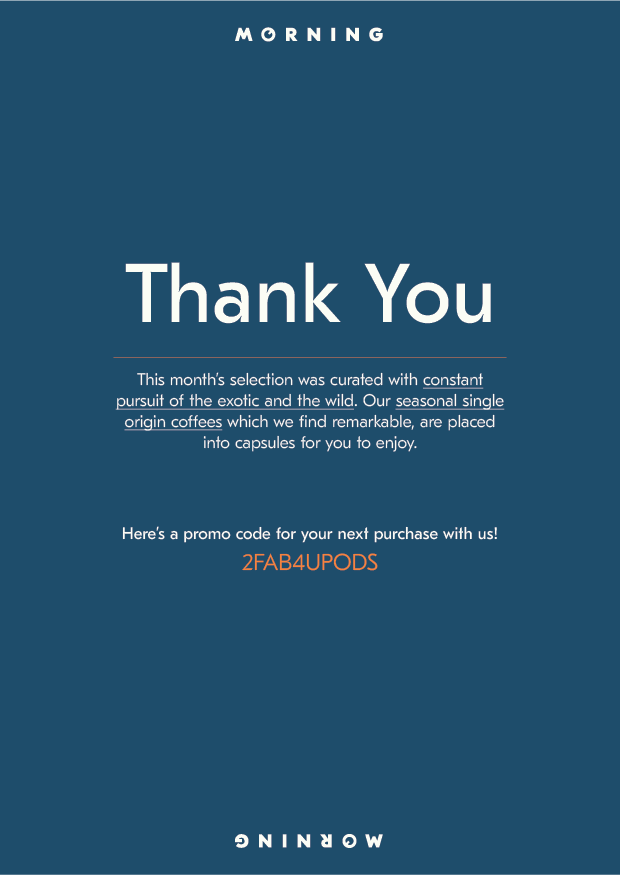 MORNING
Thank You
This month's selection was curated with constant
pursuit of the exotic and the wild. Our seasonal single
origin coffees which we find remarkable, are placed
into capsules for you to enjoy.
Here's a promo code for your next purchase with us!
2FAB4UPODS
MORNING